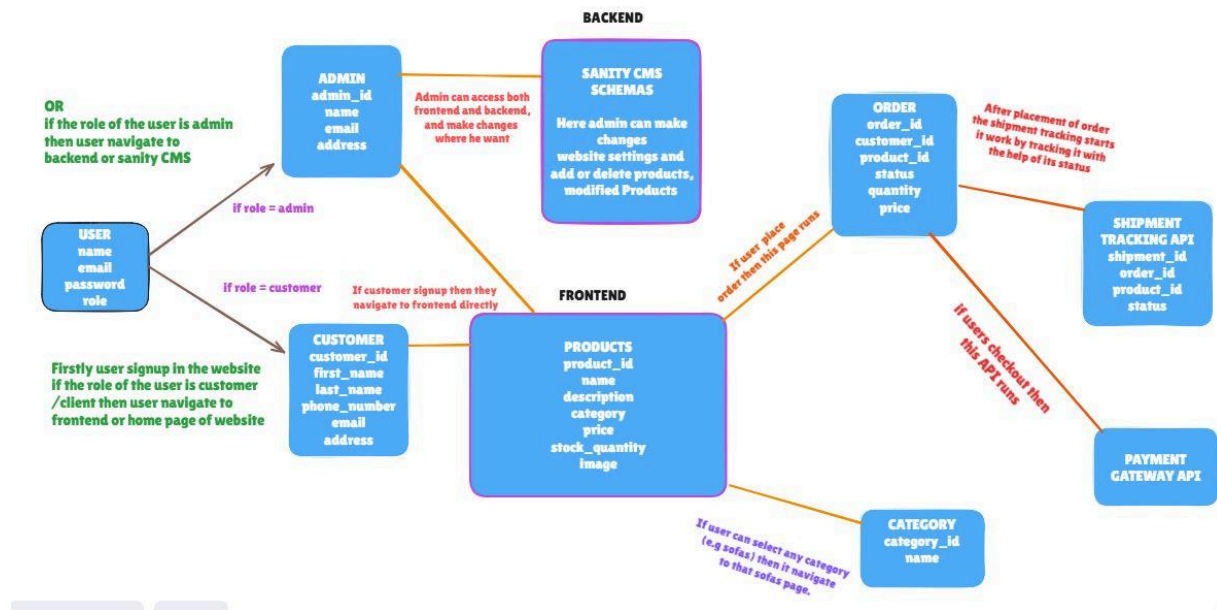 BACKEND
ADMIN
admin_id
name
email
address
SANITY CMS
SCHEMAS
Here admin can make
changes
website settings and
add or delete products,
modified Products
Admin can access both
frontend and backend,
and make changes
where he want
OR
if the role of the user is admin
then user navigate to
backend or sanity CMS
if role = admin
USER
name
email
password
role
if role = customer
Firstly user signup in the website
if the role of the user is customer
/client then user navigate to
frontend or home page of website
CUSTOMER
customer_id
first_name
last_name
phone_number
email
address
If customer signup then they
navigate to frontend directly
FRONTEND
PRODUCTS
product_id
name
description
category
price
stock_quantity
image
If user place
order then this page runs
ORDER
order_id
customer_id
product_id
status
quantity
price
After placement of order
the shipment tracking starts
it work by tracking it with
the help of its status
SHIPMENT
TRACKING API
shipment_id
order_id
product_id
status
if users checkout then
this API runs
PAYMENT
GATEWAY API
If user can select any category
(e.g sofas) then it navigate
to that sofas page.
CATEGORY
category_id
name